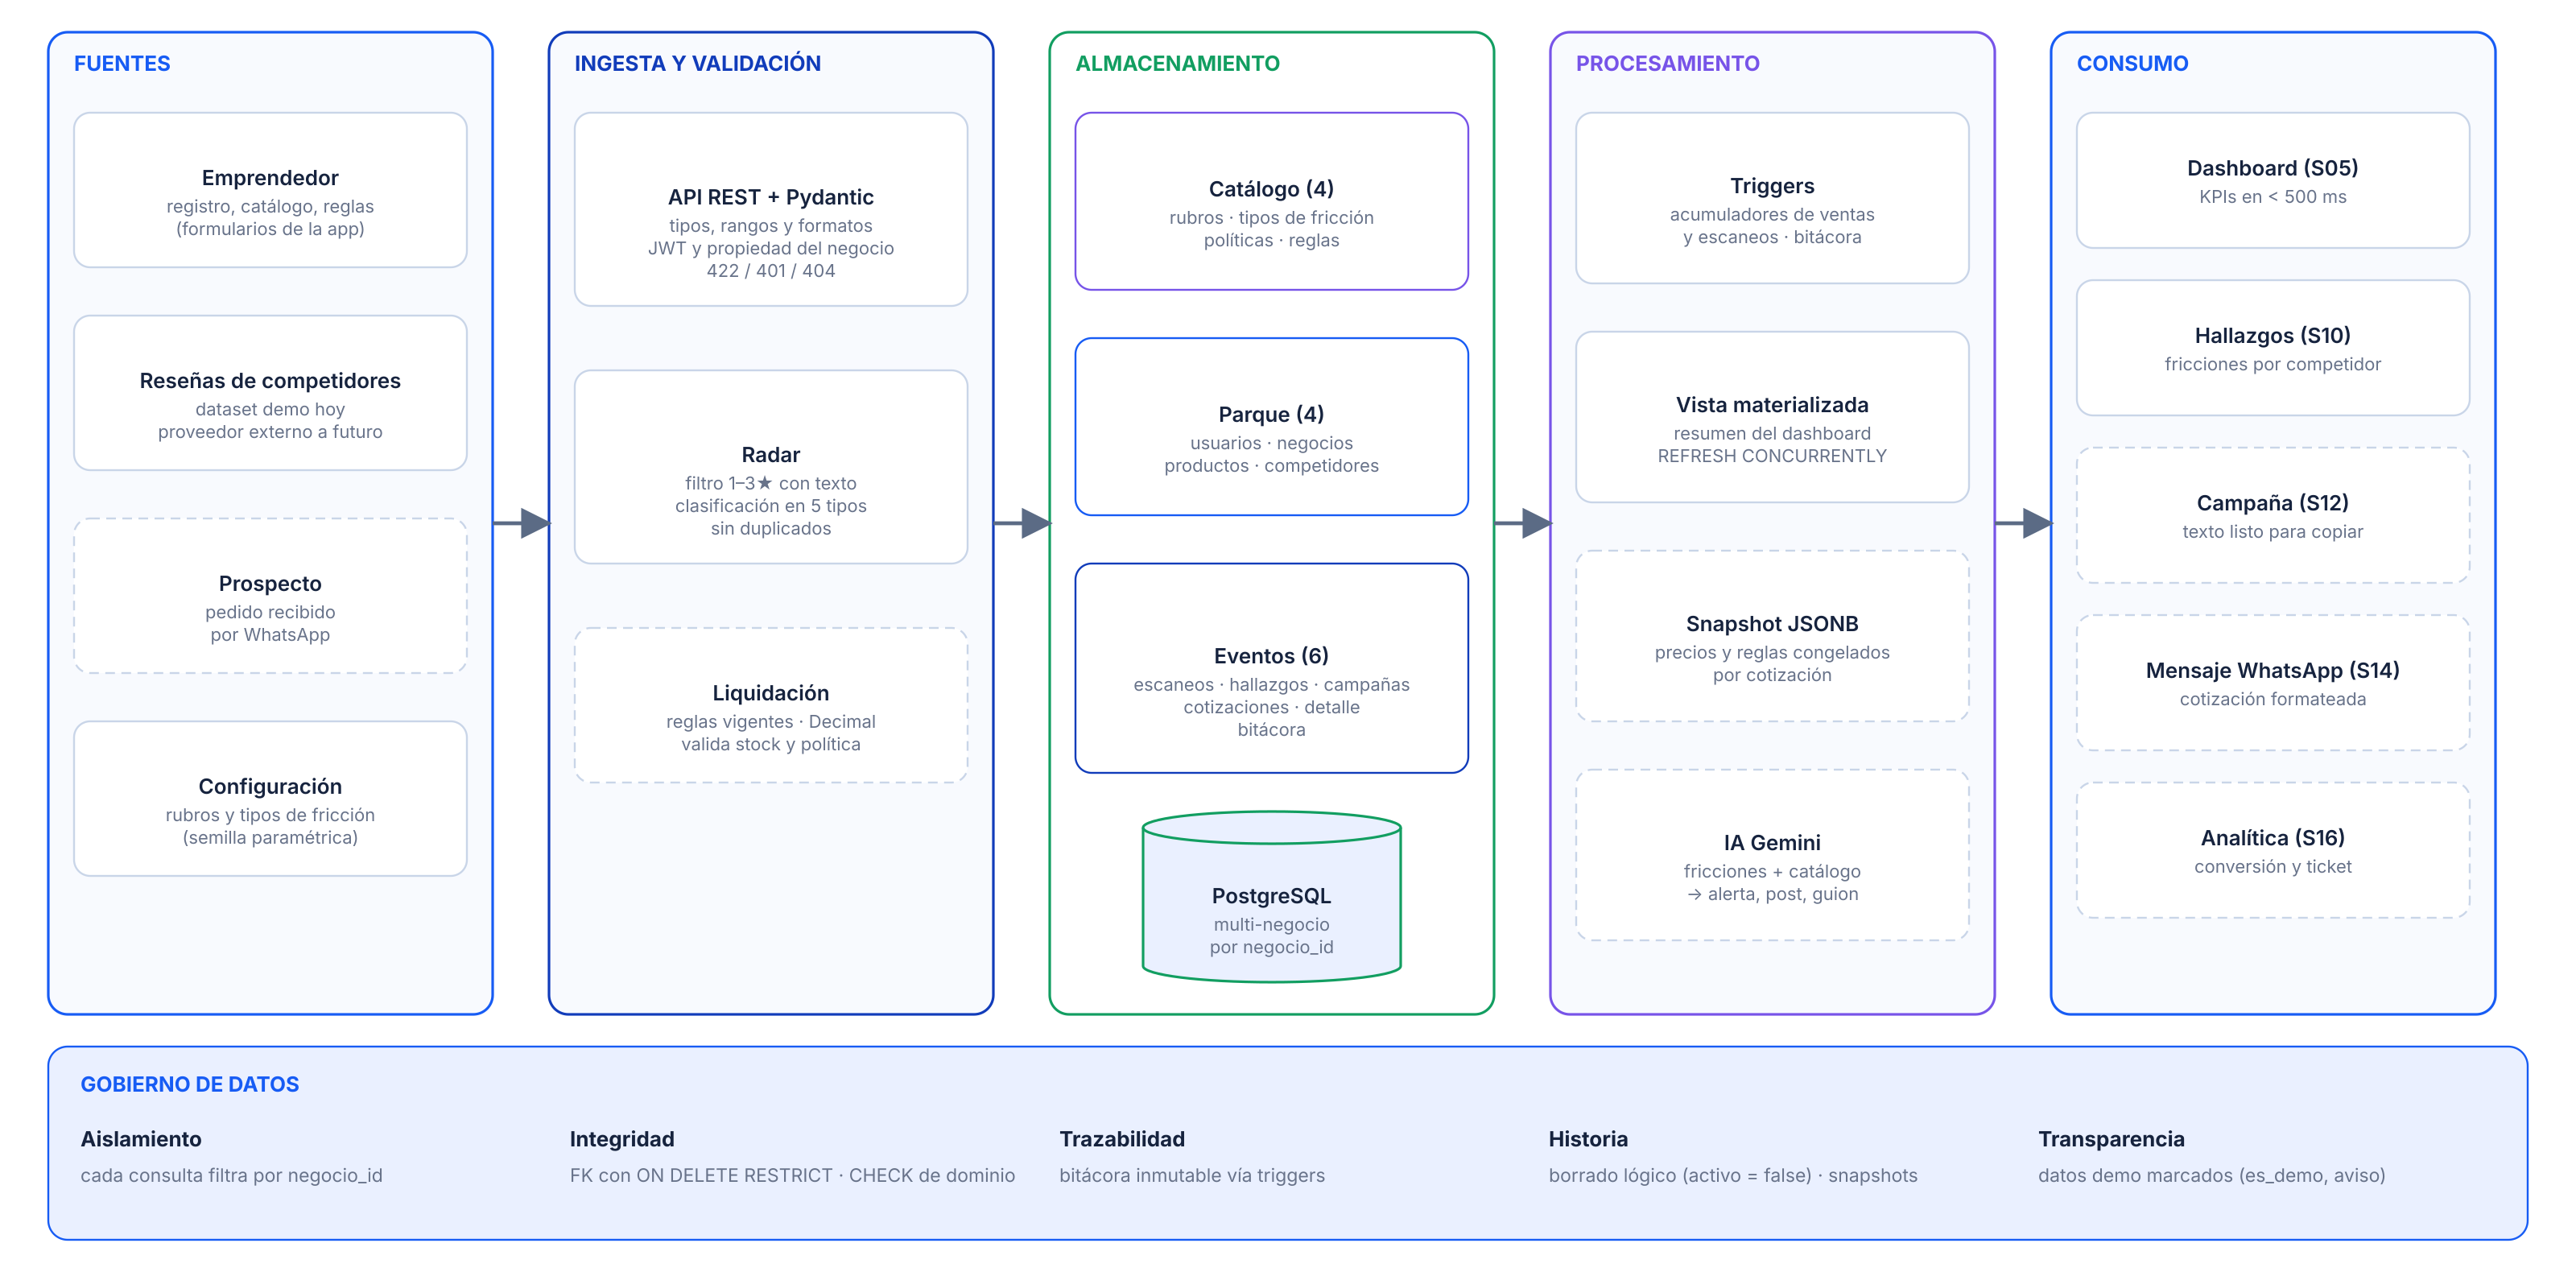 FUENTES
Emprendedor
registro, catálogo, reglas
(formularios de la app)
Reseñas de competidores
dataset demo hoy
proveedor externo a futuro
Prospecto
pedido recibido
por WhatsApp
Configuración
rubros y tipos de fricción
(semilla paramétrica)
INGESTA Y VALIDACIÓN
API REST + Pydantic
tipos, rangos y formatos
JWT y propiedad del negocio
422 / 401 / 404
Radar
filtro 1–3★ con texto
clasificación en 5 tipos
sin duplicados
Liquidación
reglas vigentes · Decimal
valida stock y política
ALMACENAMIENTO
Catálogo (4)
rubros · tipos de fricción
políticas · reglas
Parque (4)
usuarios · negocios
productos · competidores
Eventos (6)
escaneos · hallazgos · campañas
cotizaciones · detalle
bitácora
PostgreSQL
multi-negocio
por negocio_id
PROCESAMIENTO
Triggers
acumuladores de ventas
y escaneos · bitácora
Vista materializada
resumen del dashboard
REFRESH CONCURRENTLY
Snapshot JSONB
precios y reglas congelados
por cotización
IA Gemini
fricciones + catálogo
→ alerta, post, guion
CONSUMO
Dashboard (S05)
KPIs en < 500 ms
Hallazgos (S10)
fricciones por competidor
Campaña (S12)
texto listo para copiar
Mensaje WhatsApp (S14)
cotización formateada
Analítica (S16)
conversión y ticket
GOBIERNO DE DATOS
Aislamiento
cada consulta filtra por negocio_id
Integridad
FK con ON DELETE RESTRICT · CHECK de dominio
Trazabilidad
bitácora inmutable vía triggers
Historia
borrado lógico (activo = false) · snapshots
Transparencia
datos demo marcados (es_demo, aviso)